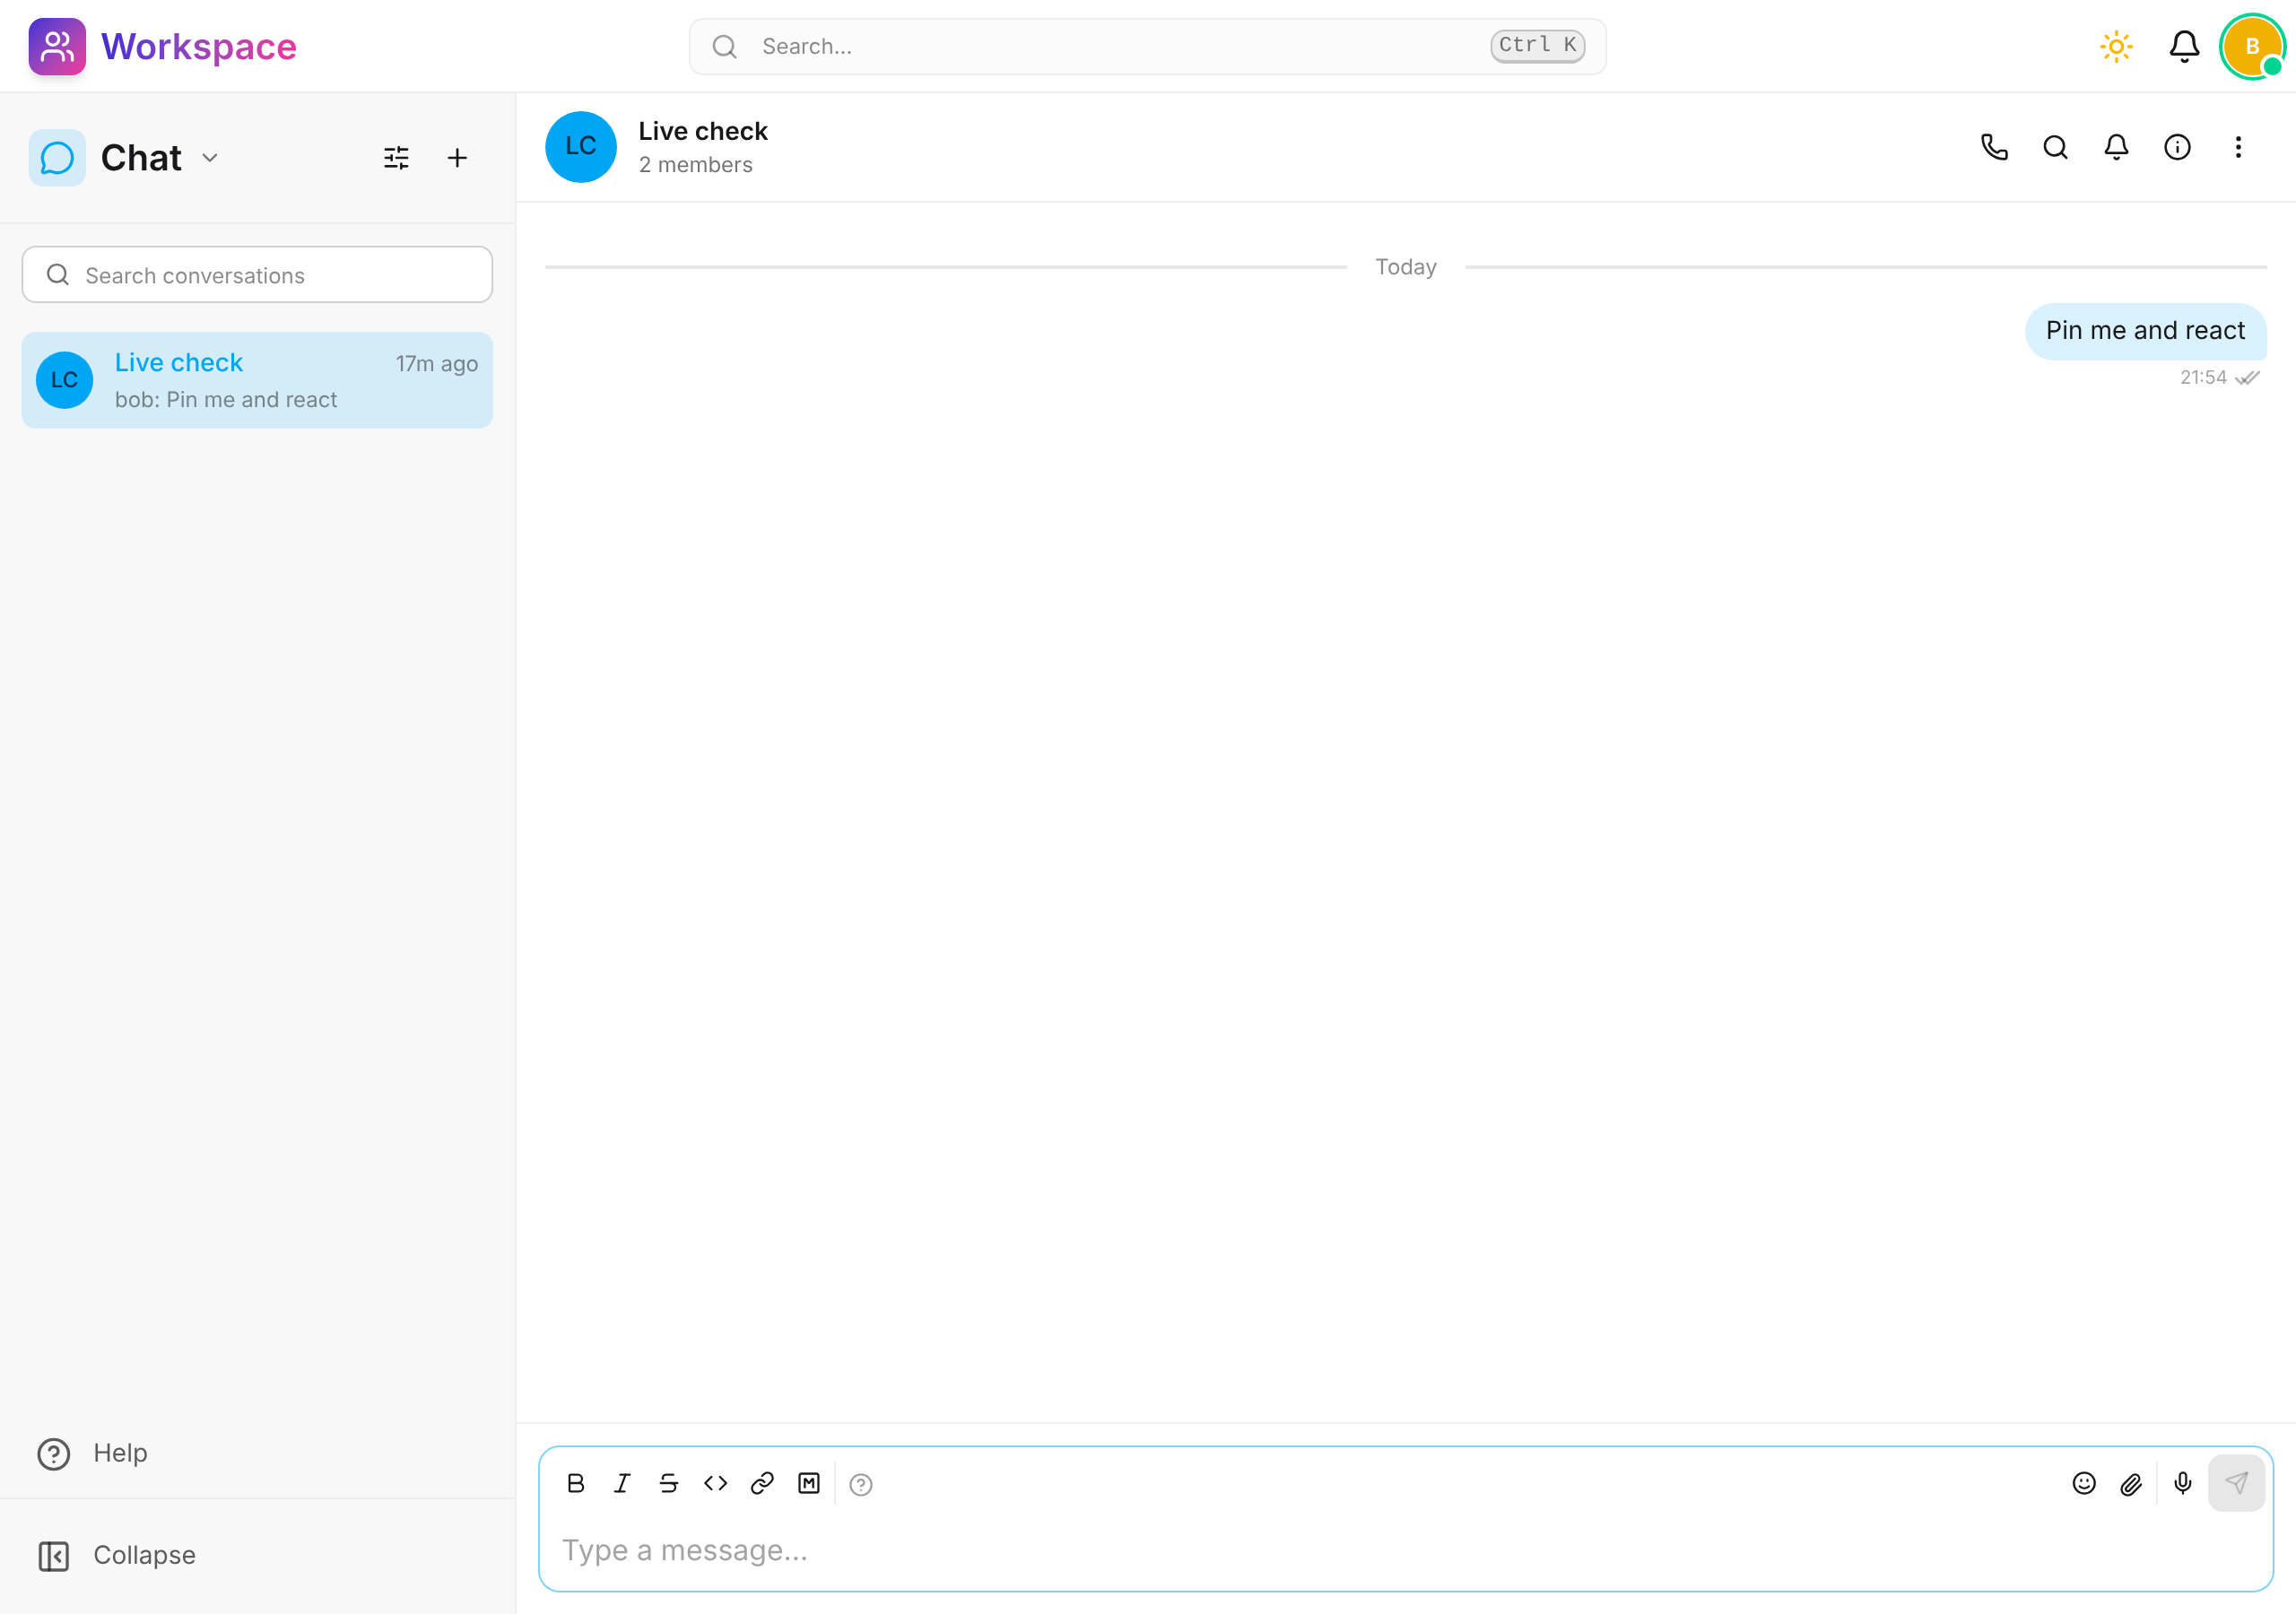 Workspace
Search...
Ctrl K
B
Chat
Search conversations
LC
Live check
17m ago
bob: Pin me and react
Help
Collapse
LC
Live check
2 members
Today
Pin me and react
21:54
Type a message...